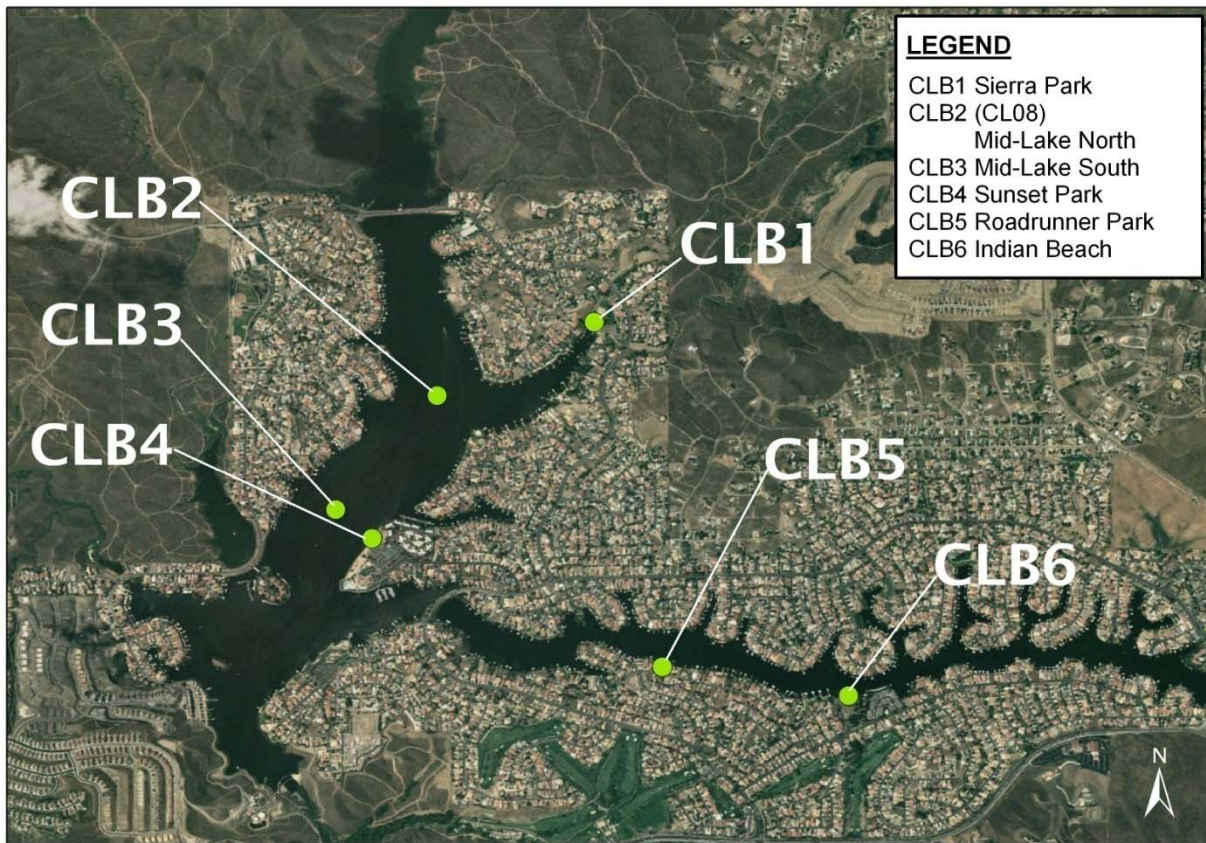 LEGEND
CLB1 Sierra Park
CLB2 (CL08)
Mid-Lake North
CLB3 Mid-Lake South
CLB4 Sunset Park
CLB5 Roadrunner Park
CLB6 Indian Beach
CLB2
CLB1
CLB3
CLB4
CLB5
CLB6
N